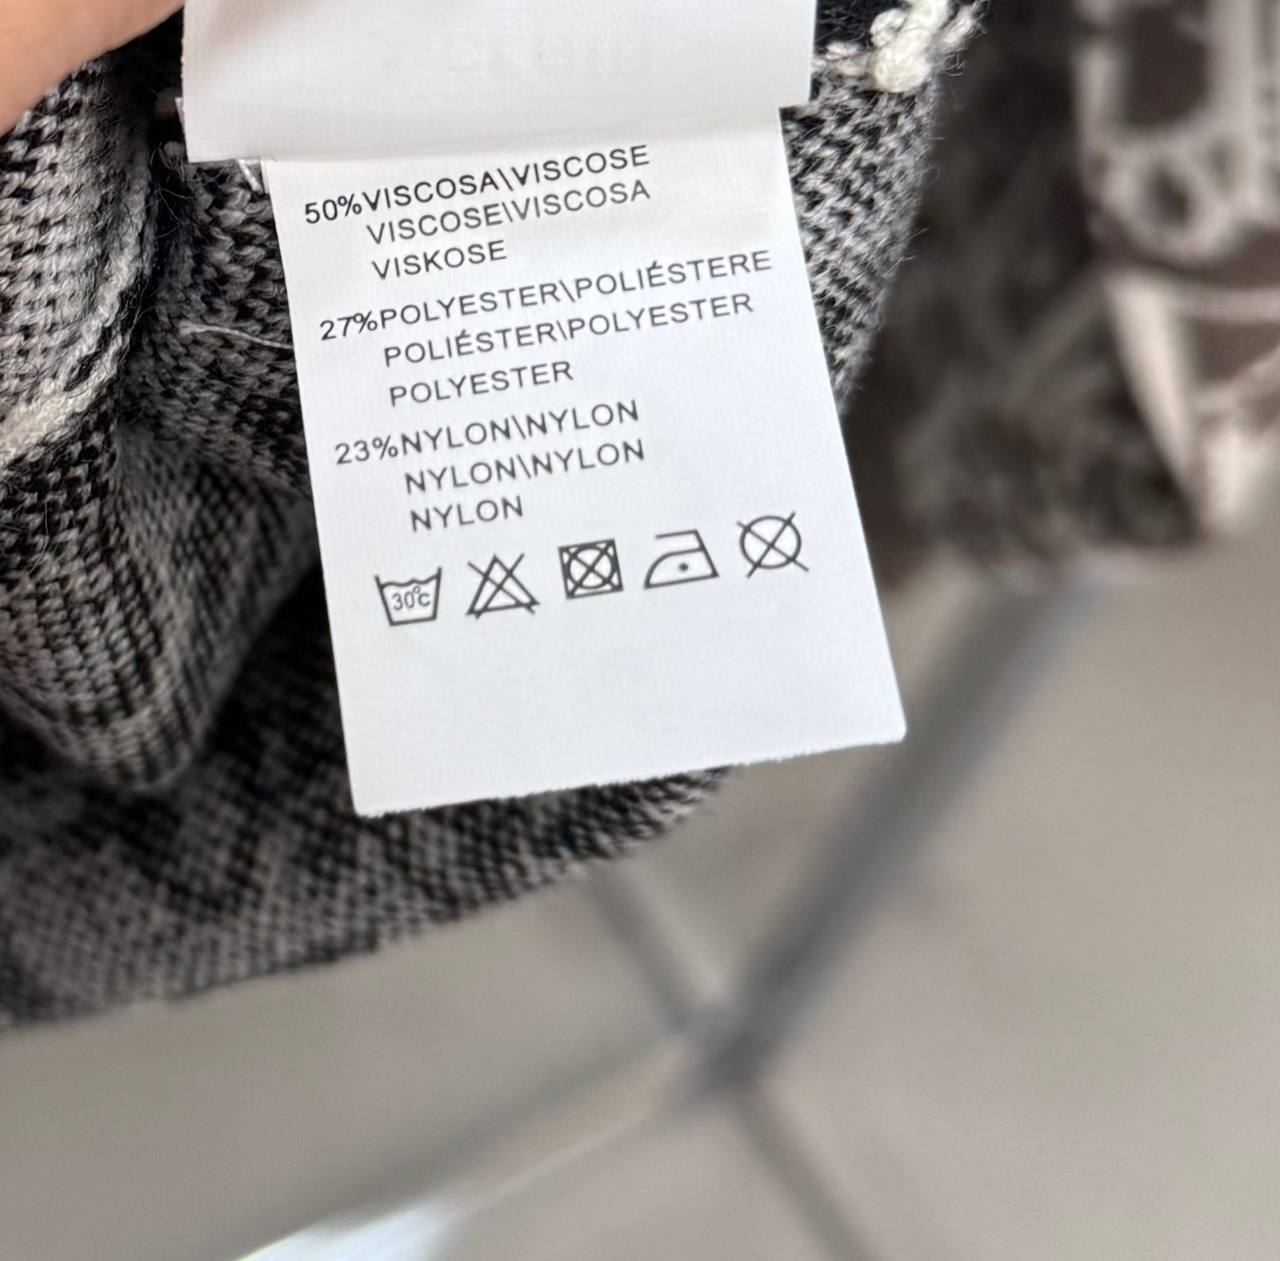 50%VISCOSA\VISCOSE
VISCOSE\VISCOSA
VISKOSE
27%POLYESTER\POLIÉSTERE
POLIÉSTER\POLYESTER
POLYESTER
23%NYLON\NYLON
NYLON\NYLON
NYLON
30°c